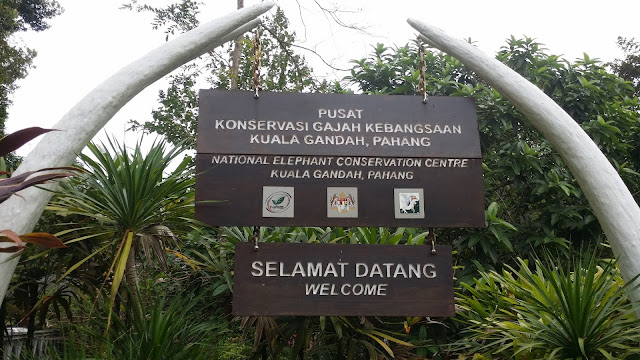 PUSAT
KONSERVASI GAJAH KEBANGSAAN
KUALA GANDAH, PAHANG
NATIONAL ELEPHANT CONSERVATION CENTRE
KUALA GANDAH, PAHANG
SELAMAT DATANG
WELCOME